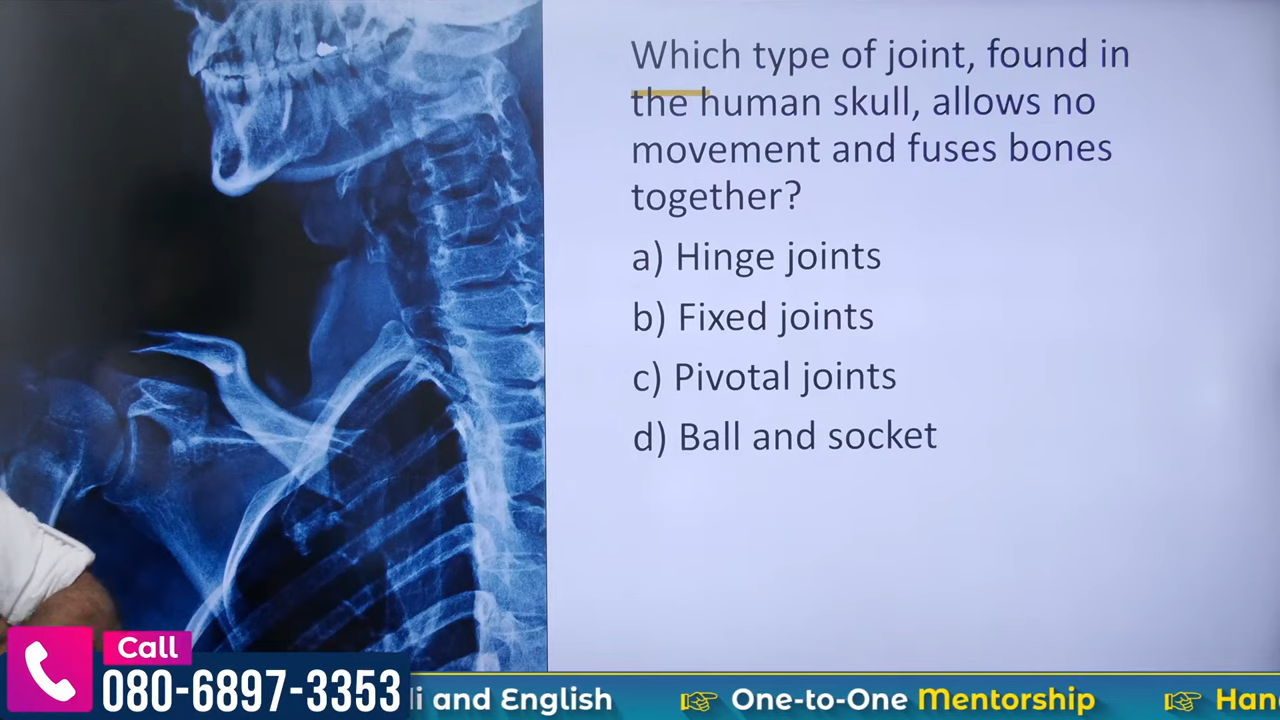 Which type of joint, found in
the human skull, allows no
movement and fuses bones
together?
a) Hinge joints
b) Fixed joints
c) Pivotal joints
d) Ball and socket
Call
080-6897-3353
and English
One-to-One Mentorship